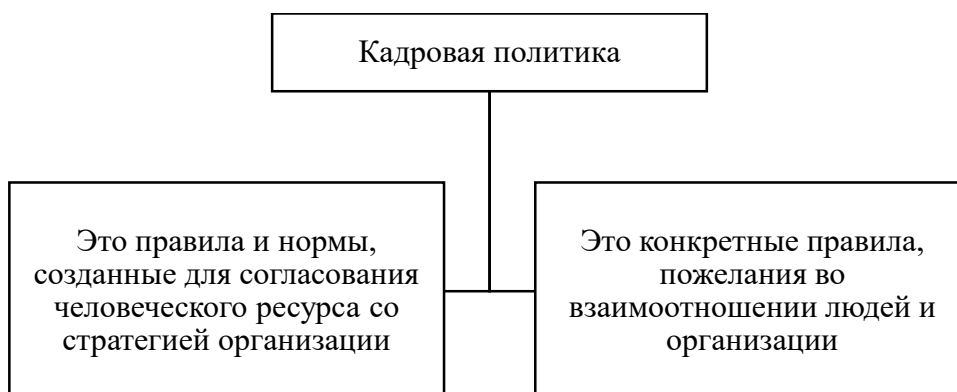 Кадровая политика
Это правила и нормы,
созданные для согласования
человеческого ресурса со
стратегией организации
Это конкретные правила,
пожелания во
взаимоотношении людей и
организации